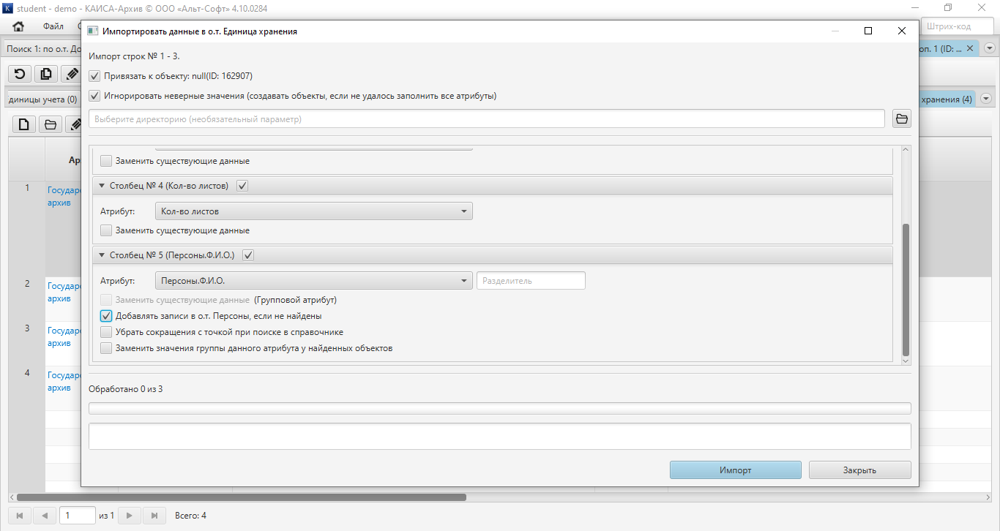 student - demo - КАИСА-Архив © ООО «Альт-Софт» 4.10.0284
Файл
Штрих-код
Поиск 1: по о.т. До
оп. 1 (ID: ...
диницы учета (0)
хранения (4)
Ар
1
Государс
архив
2
Государс
архив
3
Государс
архив
4
Государс
архив
Импортировать данные в о.т. Единица хранения
Импорт строк № 1 - 3.
Привязать к объекту: null(ID: 162907)
Игнорировать неверные значения (создавать объекты, если не удалось заполнить все атрибуты)
Выберите директорию (необязательный параметр)
Заменить существующие данные
Столбец № 4 (Кол-во листов)
Атрибут: Кол-во листов
Заменить существующие данные
Столбец № 5 (Персоны.Ф.И.О.)
Атрибут: Персоны.Ф.И.О. Разделитель
Заменить существующие данные (Групповой атрибут)
Добавлять записи в о.т. Персоны, если не найдены
Убрать сокращения с точкой при поиске в справочнике
Заменить значения группы данного атрибута у найденных объектов
Обработано 0 из 3
Импорт Закрыть
1 из 1 Всего: 4